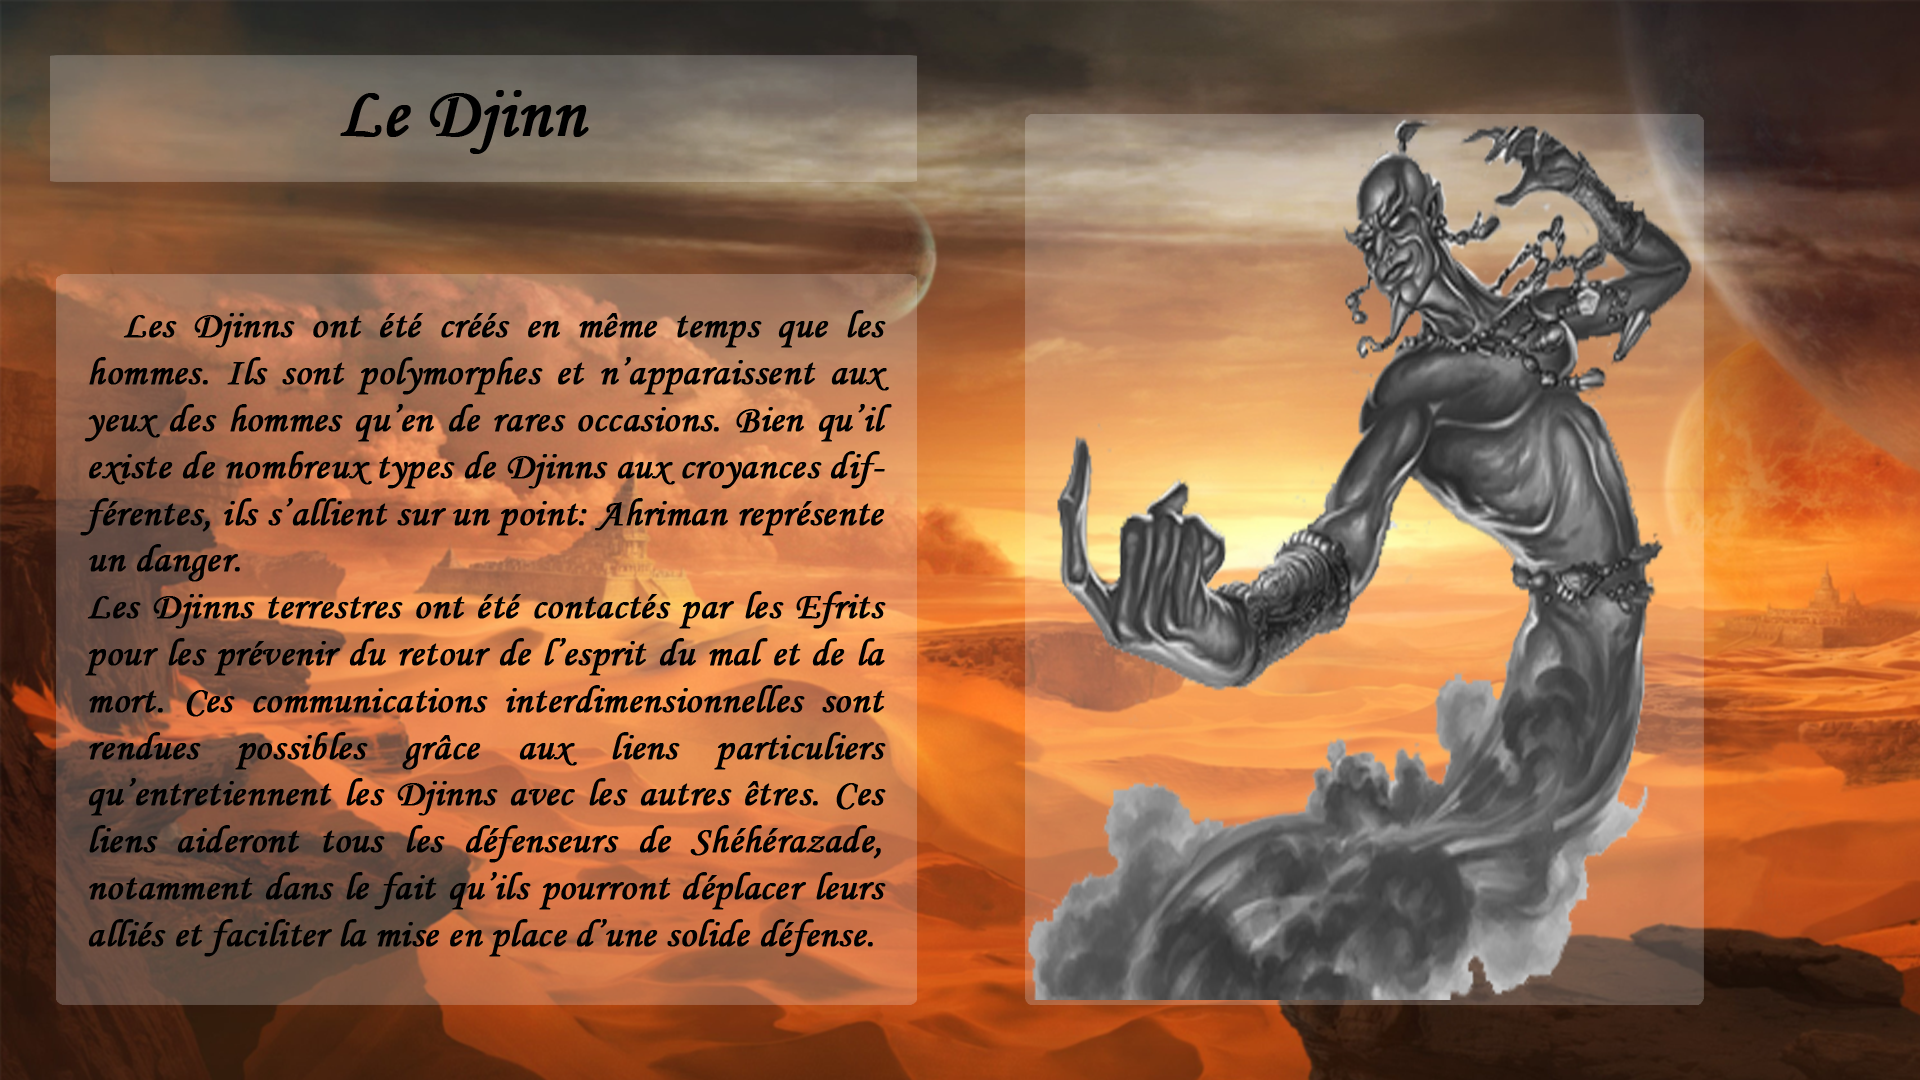 Le Djinn
Les Djinns ont été créés en même temps que les
hommes. Ils sont polymorphes et n'apparaissent aux
yeux des hommes qu'en de rares occasions. Bien qu'il
existe de nombreux types de Djinns aux croyances dif-
férentes, ils s'allient sur un point: Ahriman représente
un danger.
Les Djinns terrestres ont été contactés par les Efrits
pour les prévenir du retour de l'esprit du mal et de la
mort. Ces communications interdimensionnelles sont
rendues possibles grâce aux liens particuliers
qu'entretiennent les Djinns avec les autres êtres. Ces
liens aideront tous les défenseurs de Shéhérazade,
notamment dans le fait qu'ils pourront déplacer leurs
alliés et faciliter la mise en place d'une solide défense.